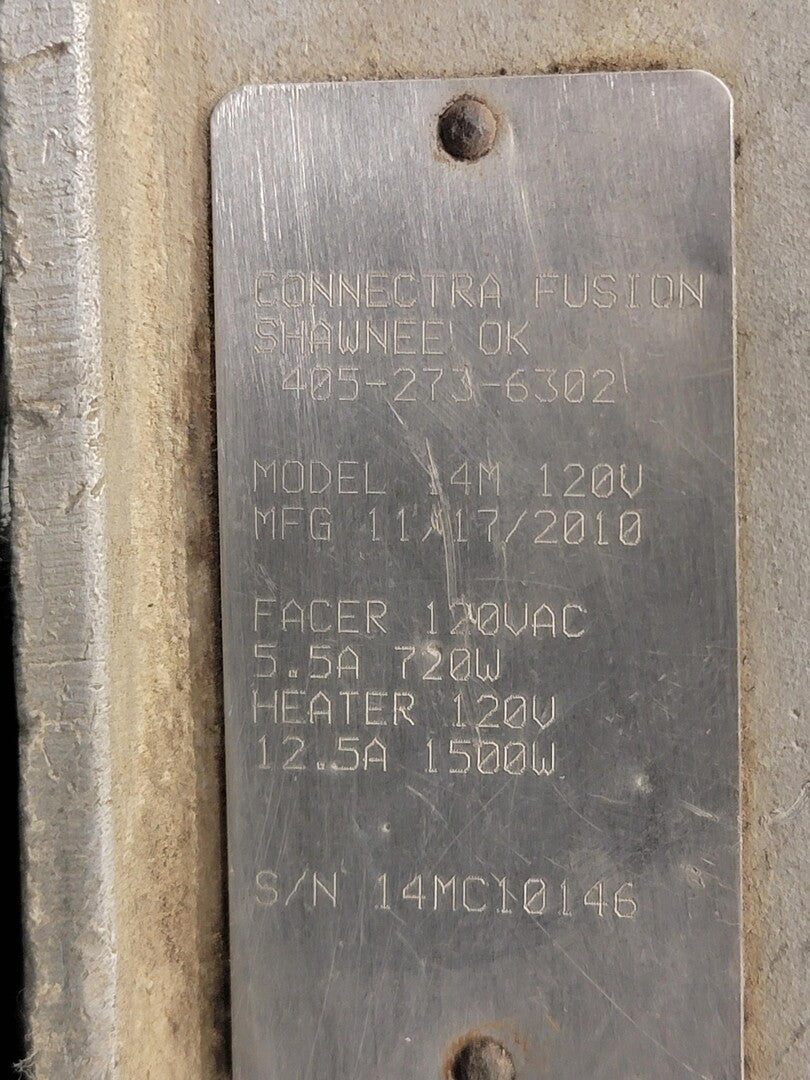 CONNECTRA FUSION
SHAWNEE OK
405-273-6302
MODEL 14M 120V
MFG 11/17/2010
FACER 120VAC
5.5A 720W
HEATER 120V
12.5A 1500W
S/N 14MC10146